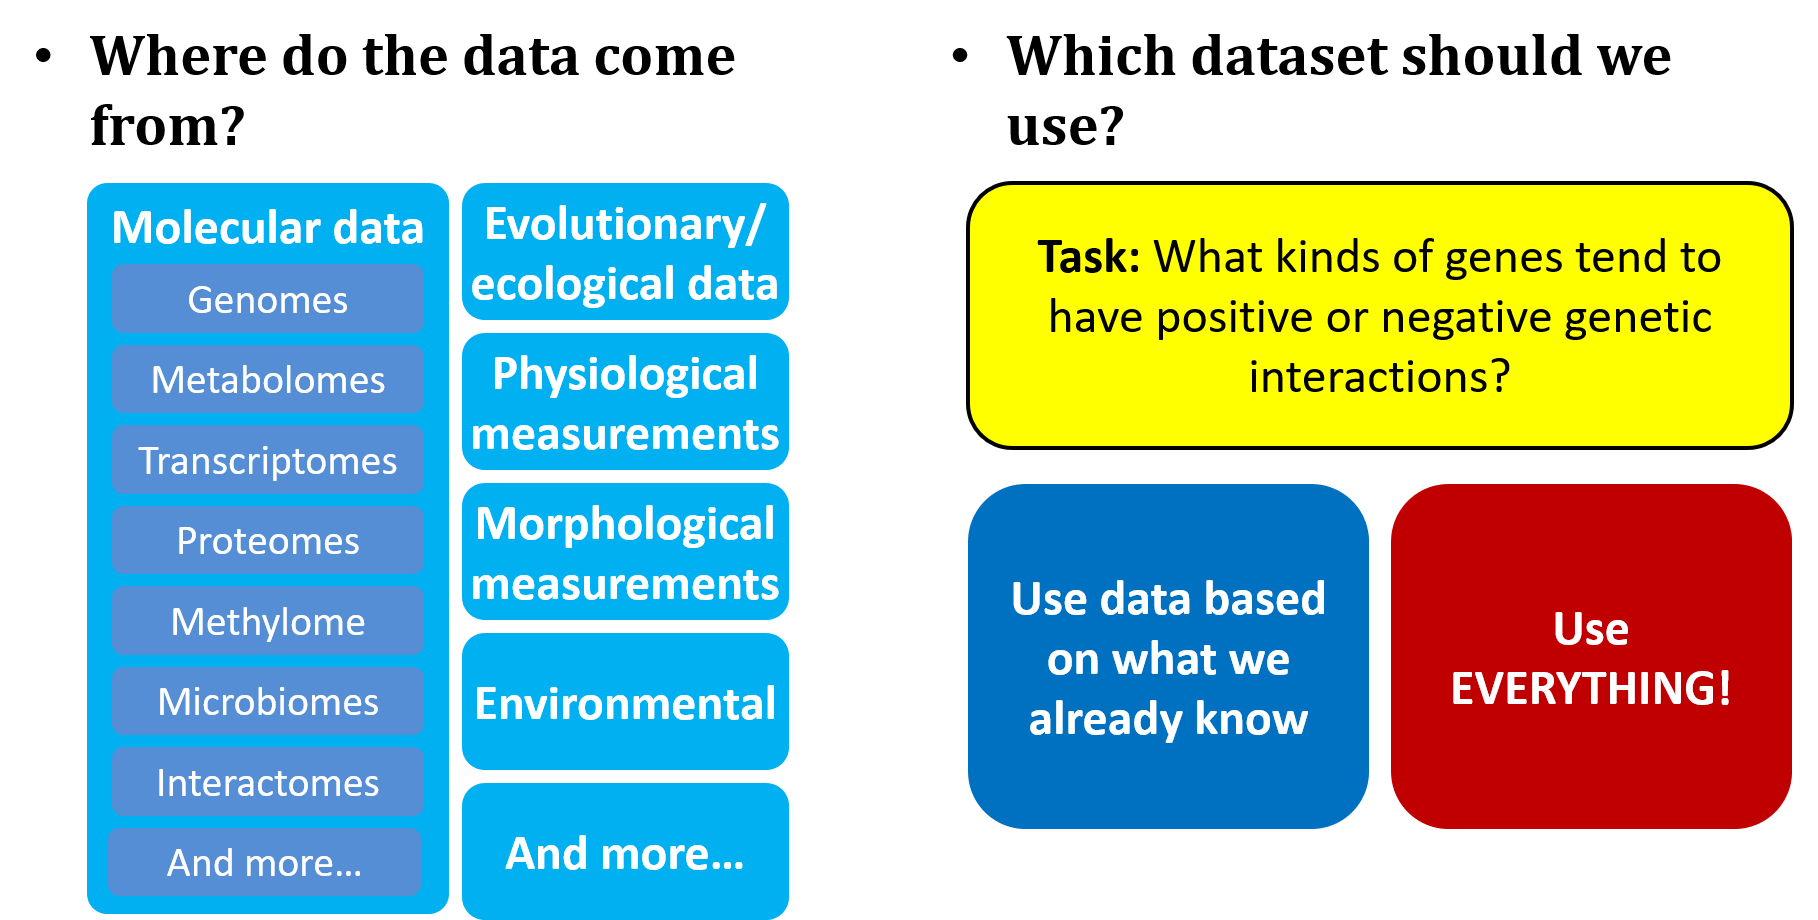 • Where do the data come
from?
Molecular data
Genomes
Metabolomes
Transcriptomes
Proteomes
Methylome
Microbiomes
Interactomes
And more...
Evolutionary/
ecological data
Physiological
measurements
Morphological
measurements
Environmental
And more...
• Which dataset should we
use?
Task: What kinds of genes tend to
have positive or negative genetic
interactions?
Use data based
on what we
already know
Use
EVERYTHING!